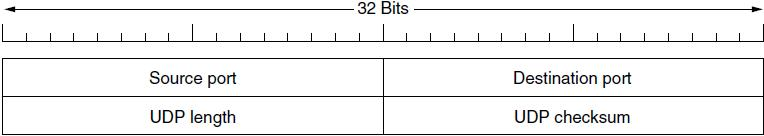 32 Bits
Source port Destination port
UDP length UDP checksum